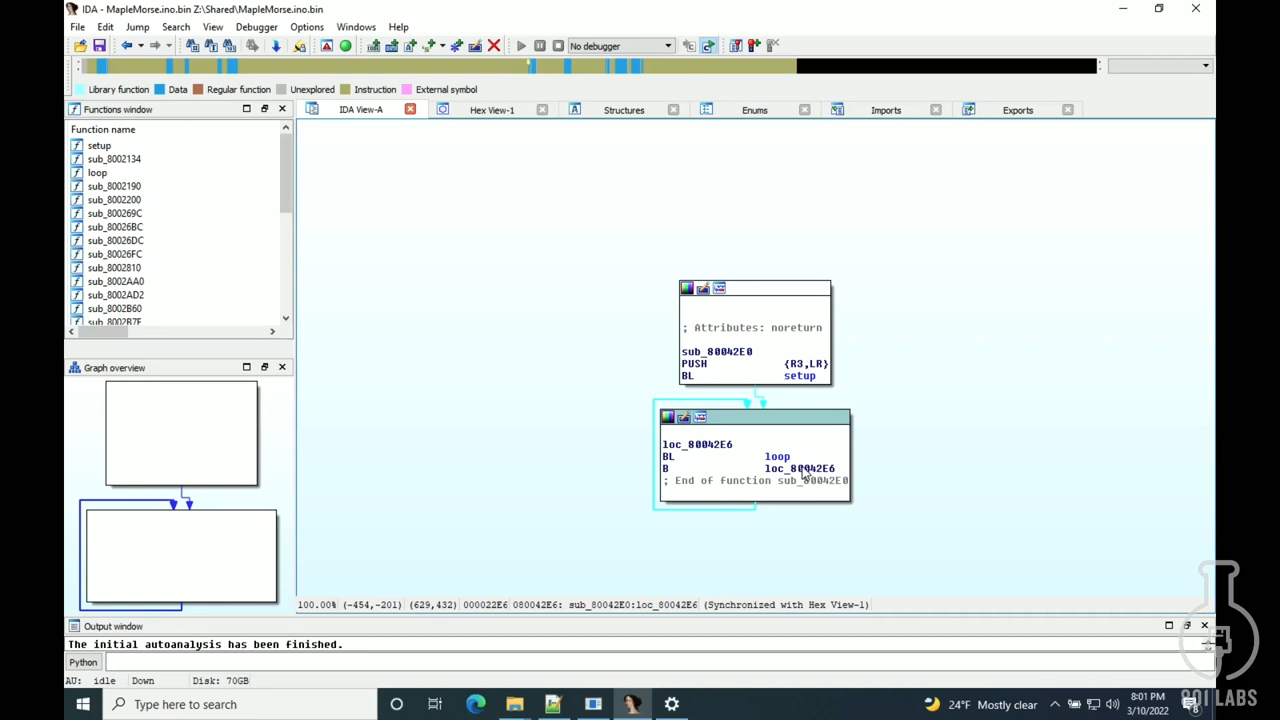 IDA - MapleMorse.ino.bin Z:\Shared\MapleMorse.ino.bin
File Edit Jump Search View Debugger Options Windows Help
No debugger
Library function Data Regular function Unexplored Instruction External symbol
Functions window
IDA View-A Hex View-1 Structures Enums Imports Exports
Function name
setup
sub_8002134
loop
sub_8002190
sub_8002200
sub_800269C
sub_80026BC
sub_80026DC
sub_80026FC
sub_8002810
sub_8002AA0
sub_8002AD2
sub_8002B60
sub_8002B7E
Graph overview
; Attributes: noreturn
sub_80042E0
PUSH {R3,LR}
BL setup
loc_80042E6
BL loop
B loc_80042E6
; End of function sub_80042E0
100.00% (-454,-201) (629,432) 000022E6 080042E6: sub_80042E0:loc_80042E6 (Synchronized with Hex View-1)
Output window
The initial autoanalysis has been finished.
Python
AU: idle Down Disk: 70GB
Type here to search
24°F Mostly clear
8:01 PM
3/10/2022
8
801 LABS